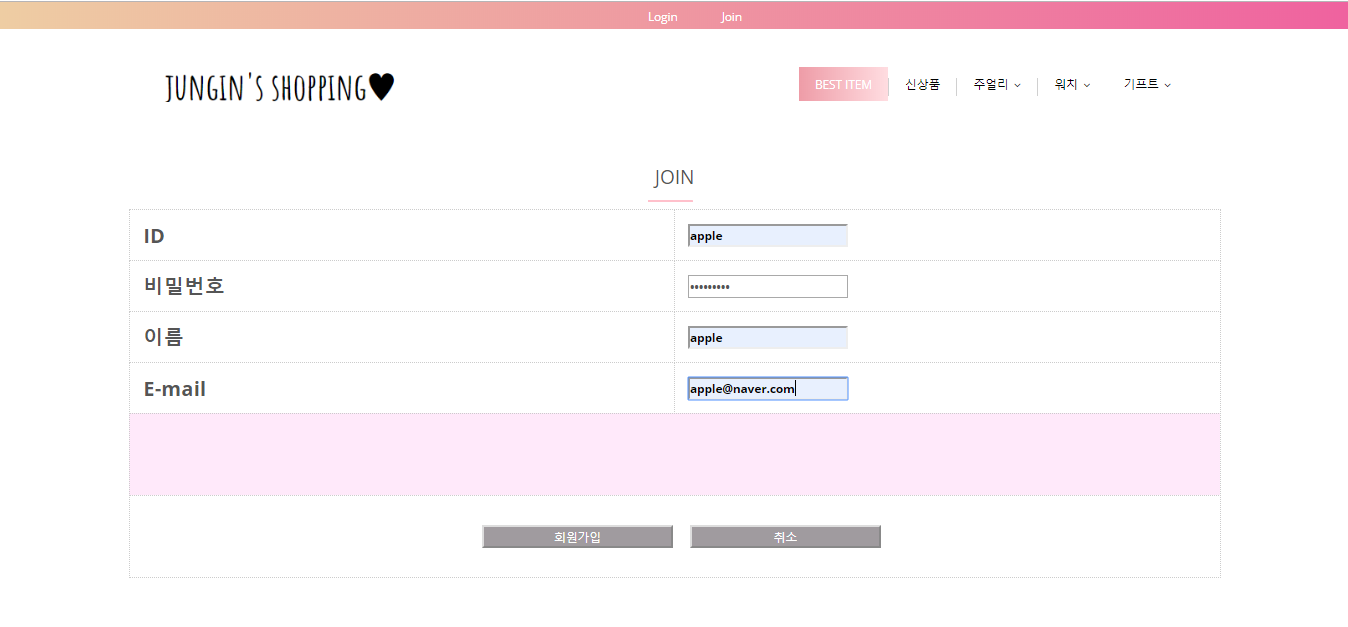 Login Join
JUNGIN'S SHOPPING♥
BEST ITEM 신상품 주얼리 워치 기프트
JOIN
ID apple
비밀번호 •••••••••
이름 apple
E-mail apple@naver.com
회원가입 취소